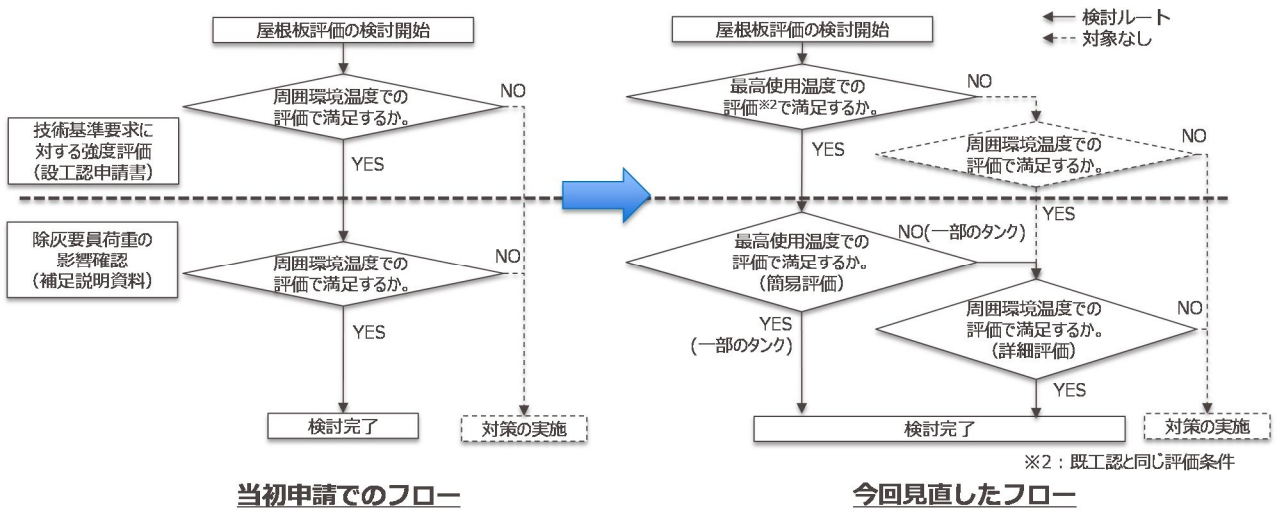 屋根板評価の検討開始
周囲環境温度での
評価で満足するか。
NO
技術基準要求に
対する強度評価
(設工認申請書)
YES
除灰要員荷重の
影響確認
(補足説明資料)
周囲環境温度での
評価で満足するか。
NO
YES
検討完了
対策の実施
当初申請でのフロー
検討ルート
対象なし
屋根板評価の検討開始
最高使用温度での
評価※2で満足するか。
NO
周囲環境温度での
評価で満足するか。
NO
YES
YES
最高使用温度での
評価で満足するか。
(簡易評価)
NO(一部のタンク)
YES
(一部のタンク)
周囲環境温度での
評価で満足するか。
(詳細評価)
NO
YES
検討完了
対策の実施
※2：既工認と同じ評価条件
今回見直したフロー